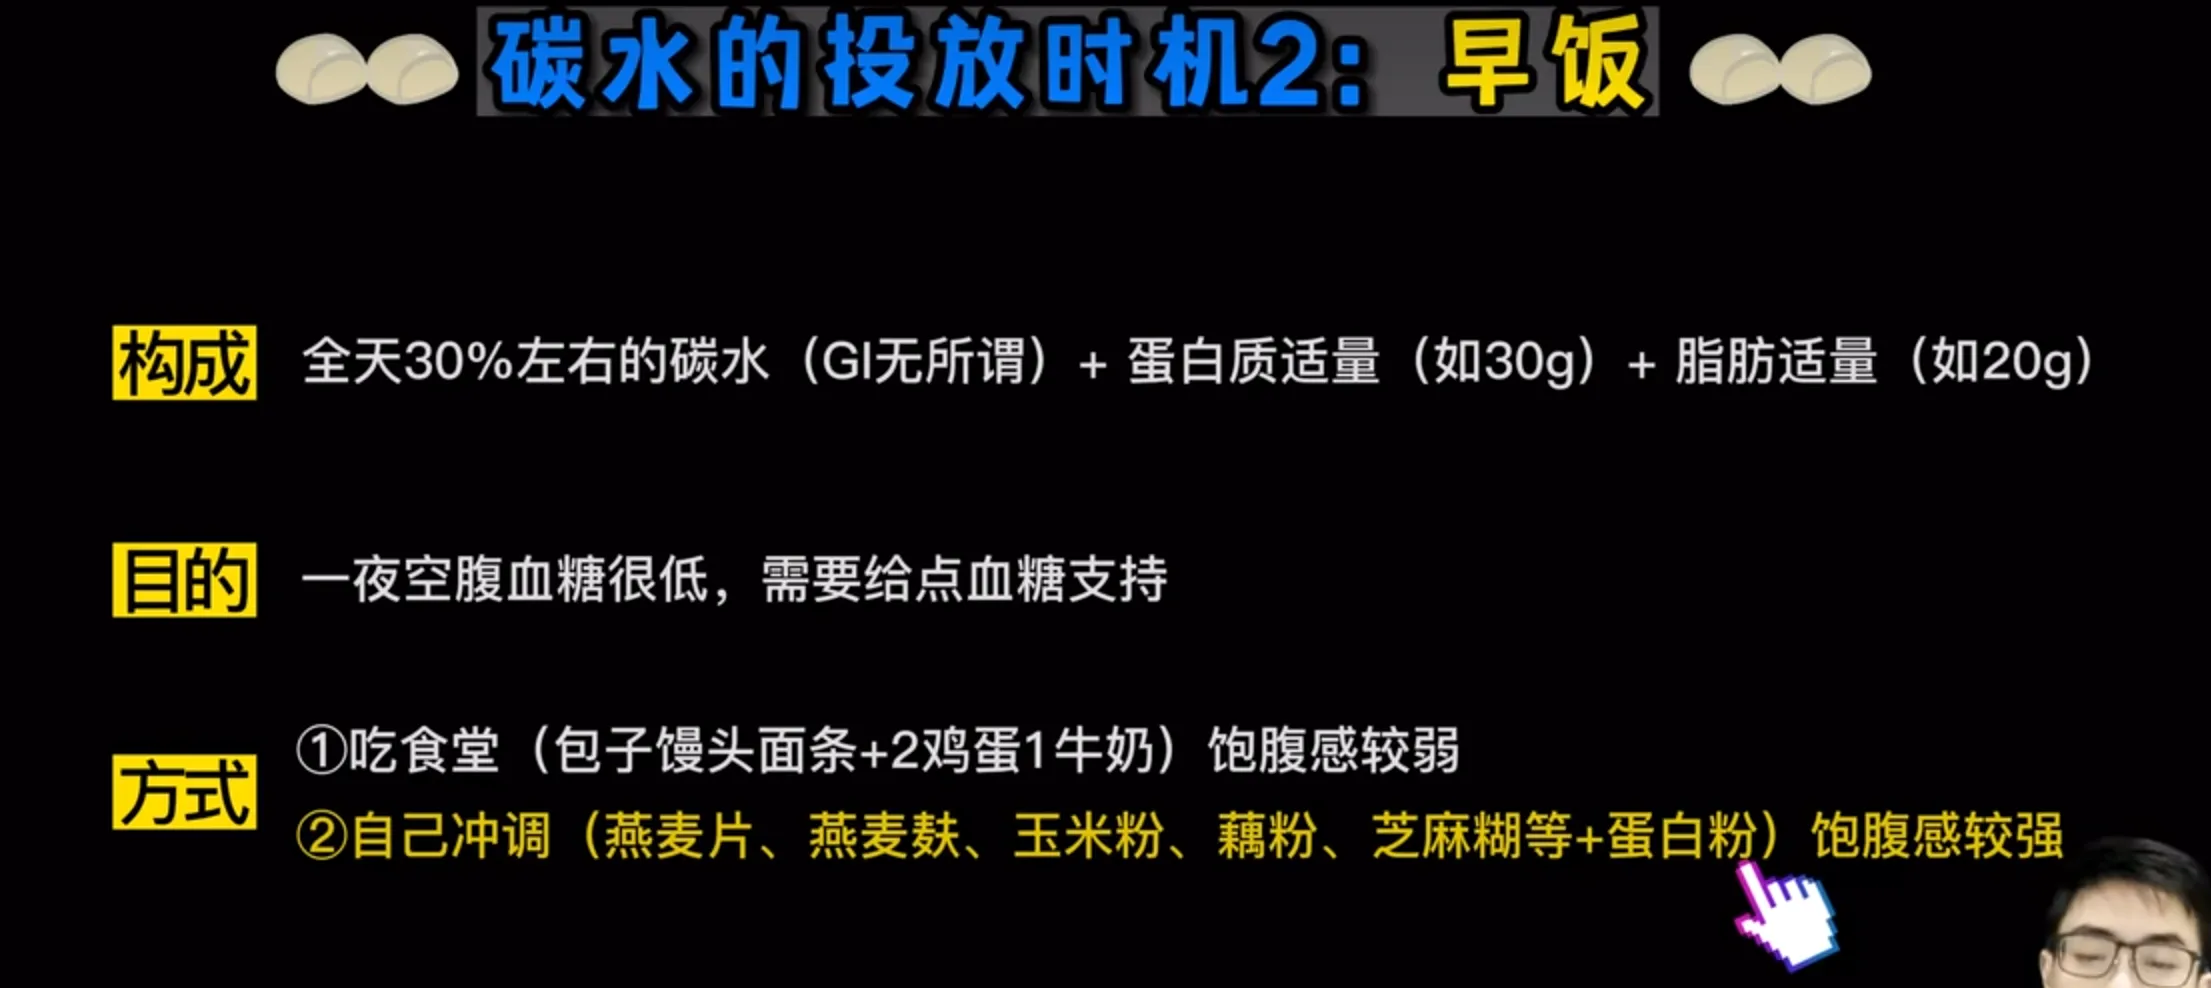 碳水的投放时机2：早饭
构成 全天30%左右的碳水（GI无所谓）+ 蛋白质适量（如30g）+ 脂肪适量（如20g）
目的 一夜空腹血糖很低，需要给点血糖支持
方式 ①吃食堂（包子馒头面条+2鸡蛋1牛奶）饱腹感较弱
②自己冲调（燕麦片、燕麦麸、玉米粉、藕粉、芝麻糊等+蛋白粉）饱腹感较强